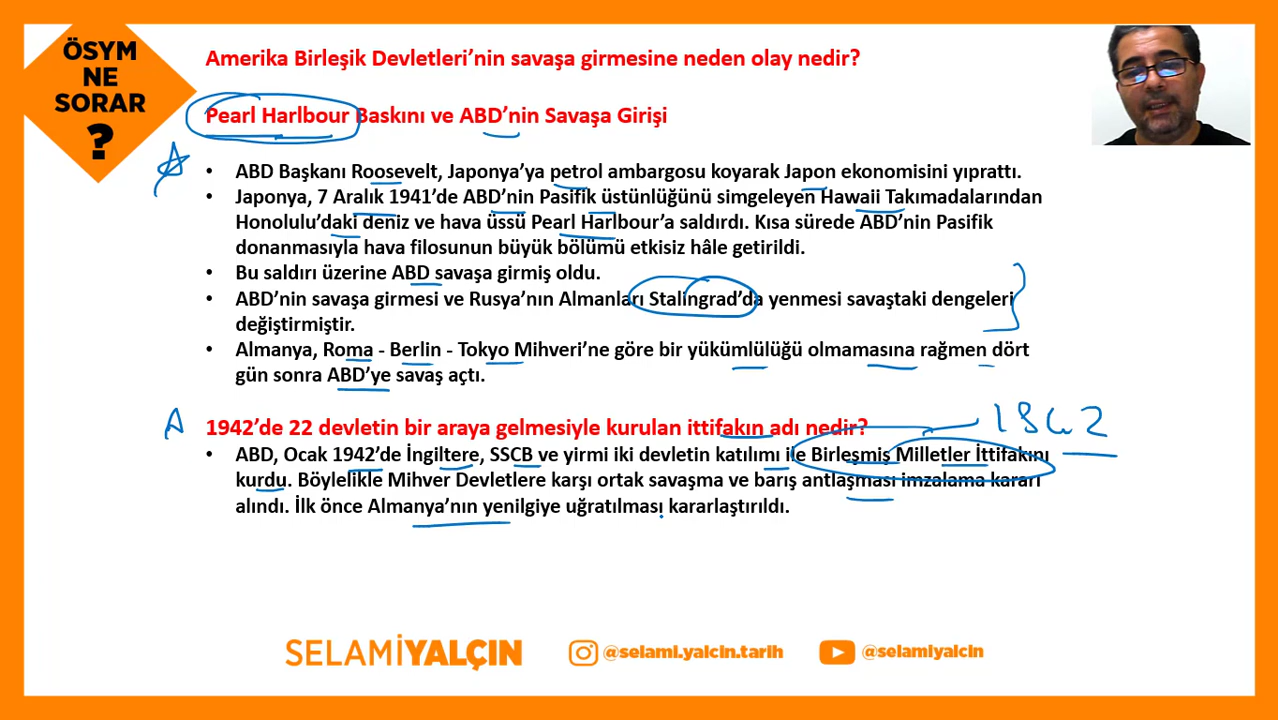 ÖSYM
NE
SORAR
?
Amerika Birleşik Devletleri’nin savaşa girmesine neden olay nedir?
Pearl Harlbour Baskını ve ABD’nin Savaşa Girişi
• ABD Başkanı Roosevelt, Japonya’ya petrol ambargosu koyarak Japon ekonomisini yıprattı.
• Japonya, 7 Aralık 1941’de ABD’nin Pasifik üstünlüğünü simgeleyen Hawaii Takımadalarından
Honolulu’daki deniz ve hava üssü Pearl Harlbour’a saldırdı. Kısa sürede ABD’nin Pasifik
donanmasıyla hava filosunun büyük bölümü etkisiz hâle getirildi.
• Bu saldırı üzerine ABD savaşa girmiş oldu.
• ABD’nin savaşa girmesi ve Rusya’nın Almanları Stalingrad’da yenmesi savaştaki dengeleri
değiştirmiştir.
• Almanya, Roma - Berlin - Tokyo Mihveri’ne göre bir yükümlülüğü olmamasına rağmen dört
gün sonra ABD’ye savaş açtı.
1942’de 22 devletin bir araya gelmesiyle kurulan ittifakın adı nedir?
1942
• ABD, Ocak 1942’de İngiltere, SSCB ve yirmi iki devletin katılımı ile Birleşmiş Milletler İttifakını
kurdu. Böylelikle Mihver Devletlere karşı ortak savaşma ve barış antlaşması imzalama kararı
alındı. İlk önce Almanya’nın yenilgiye uğratılması kararlaştırıldı.
SELAMİYALÇIN
@selami.yalcin.tarih
@selamiyalcin